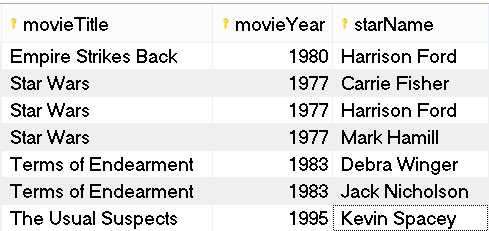 movieTitle movieYear starName
Empire Strikes Back 1980 Harrison Ford
Star Wars 1977 Carrie Fisher
Star Wars 1977 Harrison Ford
Star Wars 1977 Mark Hamill
Terms of Endearment 1983 Debra Winger
Terms of Endearment 1983 Jack Nicholson
The Usual Suspects 1995 Kevin Spacey